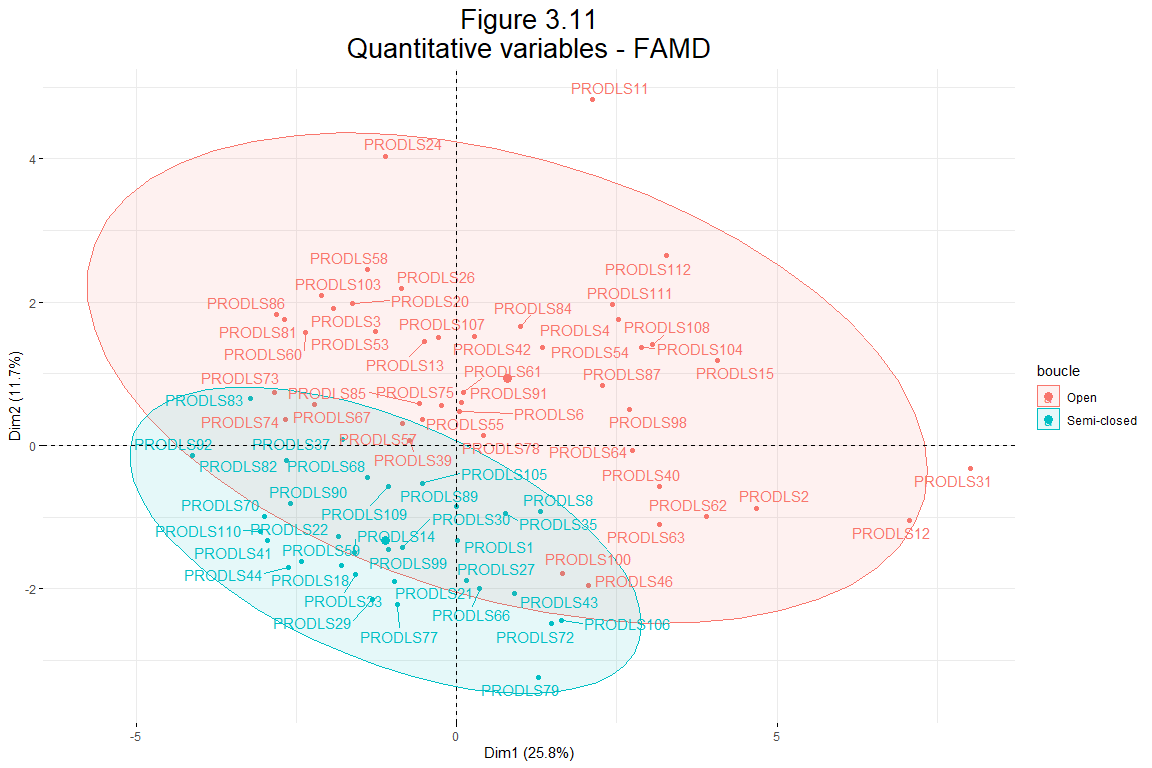 Figure 3.11
Quantitative variables - FAMD
PRODLS11
PRODLS24
PRODLS58
PRODLS112
PRODLS26
PRODLS103
PRODLS111
PRODLS86
PRODLS20
PRODLS84
PRODLS3
PRODLS107
PRODLS4
PRODLS108
PRODLS81
PRODLS53
PRODLS42
PRODLS54
PRODLS104
PRODLS60
PRODLS13
PRODLS61
PRODLS87
PRODLS15
PRODLS73
PRODLS85
PRODLS75
PRODLS91
PRODLS83
PRODLS6
PRODLS74
PRODLS67
PRODLS55
PRODLS98
PRODLS57
PRODLS92
PRODLS37
PRODLS78
PRODLS64
PRODLS39
PRODLS82
PRODLS68
PRODLS105
PRODLS40
PRODLS31
PRODLS90
PRODLS89
PRODLS8
PRODLS2
PRODLS70
PRODLS109
PRODLS62
PRODLS30
PRODLS35
PRODLS110
PRODLS22
PRODLS14
PRODLS63
PRODLS12
PRODLS41
PRODLS59
PRODLS1
PRODLS99
PRODLS100
PRODLS44
PRODLS18
PRODLS27
PRODLS46
PRODLS33
PRODLS21
PRODLS43
PRODLS66
PRODLS29
PRODLS106
PRODLS77
PRODLS72
PRODLS79
4
2
0
-2
-5
0
5
Dim1 (25.8%)
Dim2 (11.7%)
boucle
Open
Semi-closed